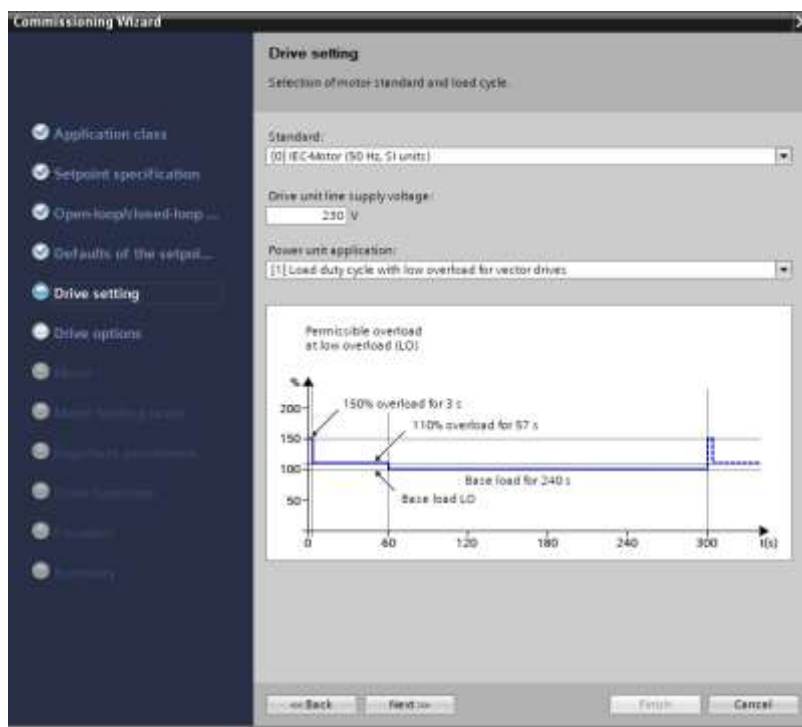 Commissioning Wizard
Drive setting
Selection of motor standard and load cycle.
Application class
Setpoint specification
Open-loop/closed-loop ...
Defaults of the setpoi...
Drive setting
Drive options
Summary
Standard:
[0] IEC-Motor (50 Hz, SI units)
Drive unit line supply voltage:
230 V
Power unit application:
[1] Load duty cycle with low overload for vector drives
Permissible overload
at low overload (LO)
%
200
150
100
50
150% overload for 3 s
110% overload for 57 s
Base load for 240 s
Base load LO
0 60 120 180 240 300 t(s)
<< Back
Next >>
Finish
Cancel